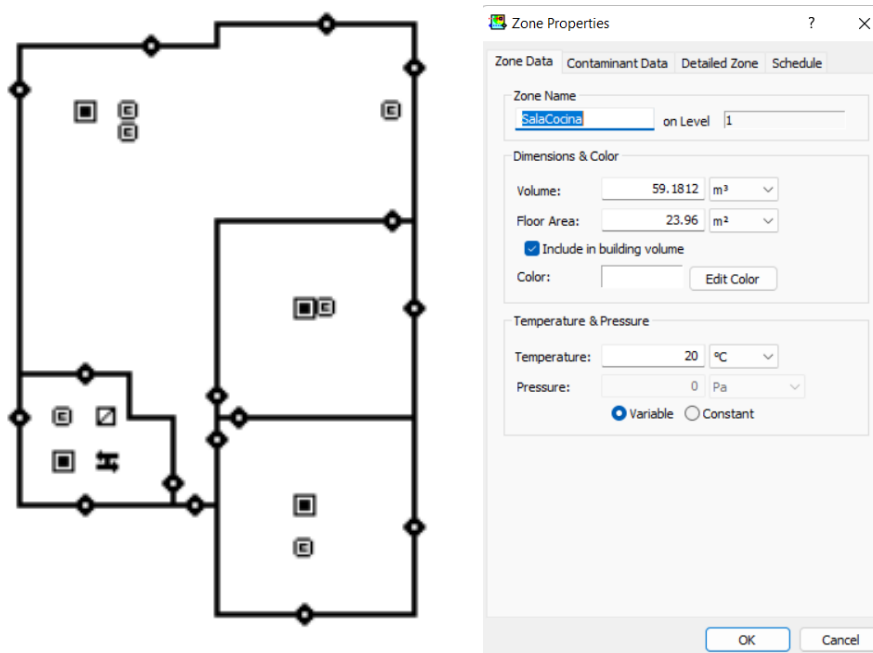 Zone Properties ?
Zone Data Contaminant Data Detailed Zone Schedule
Zone Name
SalaCocina on Level 1
Dimensions & Color
Volume: 59.1812 m³
Floor Area: 23.96 m²
Include in building volume
Color: Edit Color
Temperature & Pressure
Temperature: 20 ºC
Pressure: 0 Pa
Variable Constant
OK Cancel